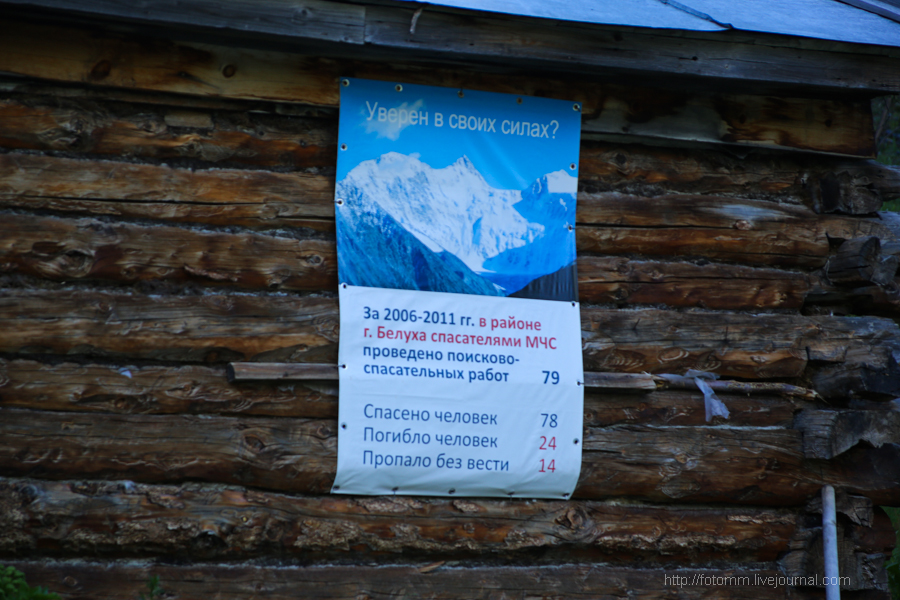 Уверен в своих силах?
За 2006-2011 гг. в районе
г. Белуха спасателями МЧС
проведено поисково-
спасательных работ 79
Спасено человек 78
Погибло человек 24
Пропало без вести 14
http://fotomm.livejournal.com